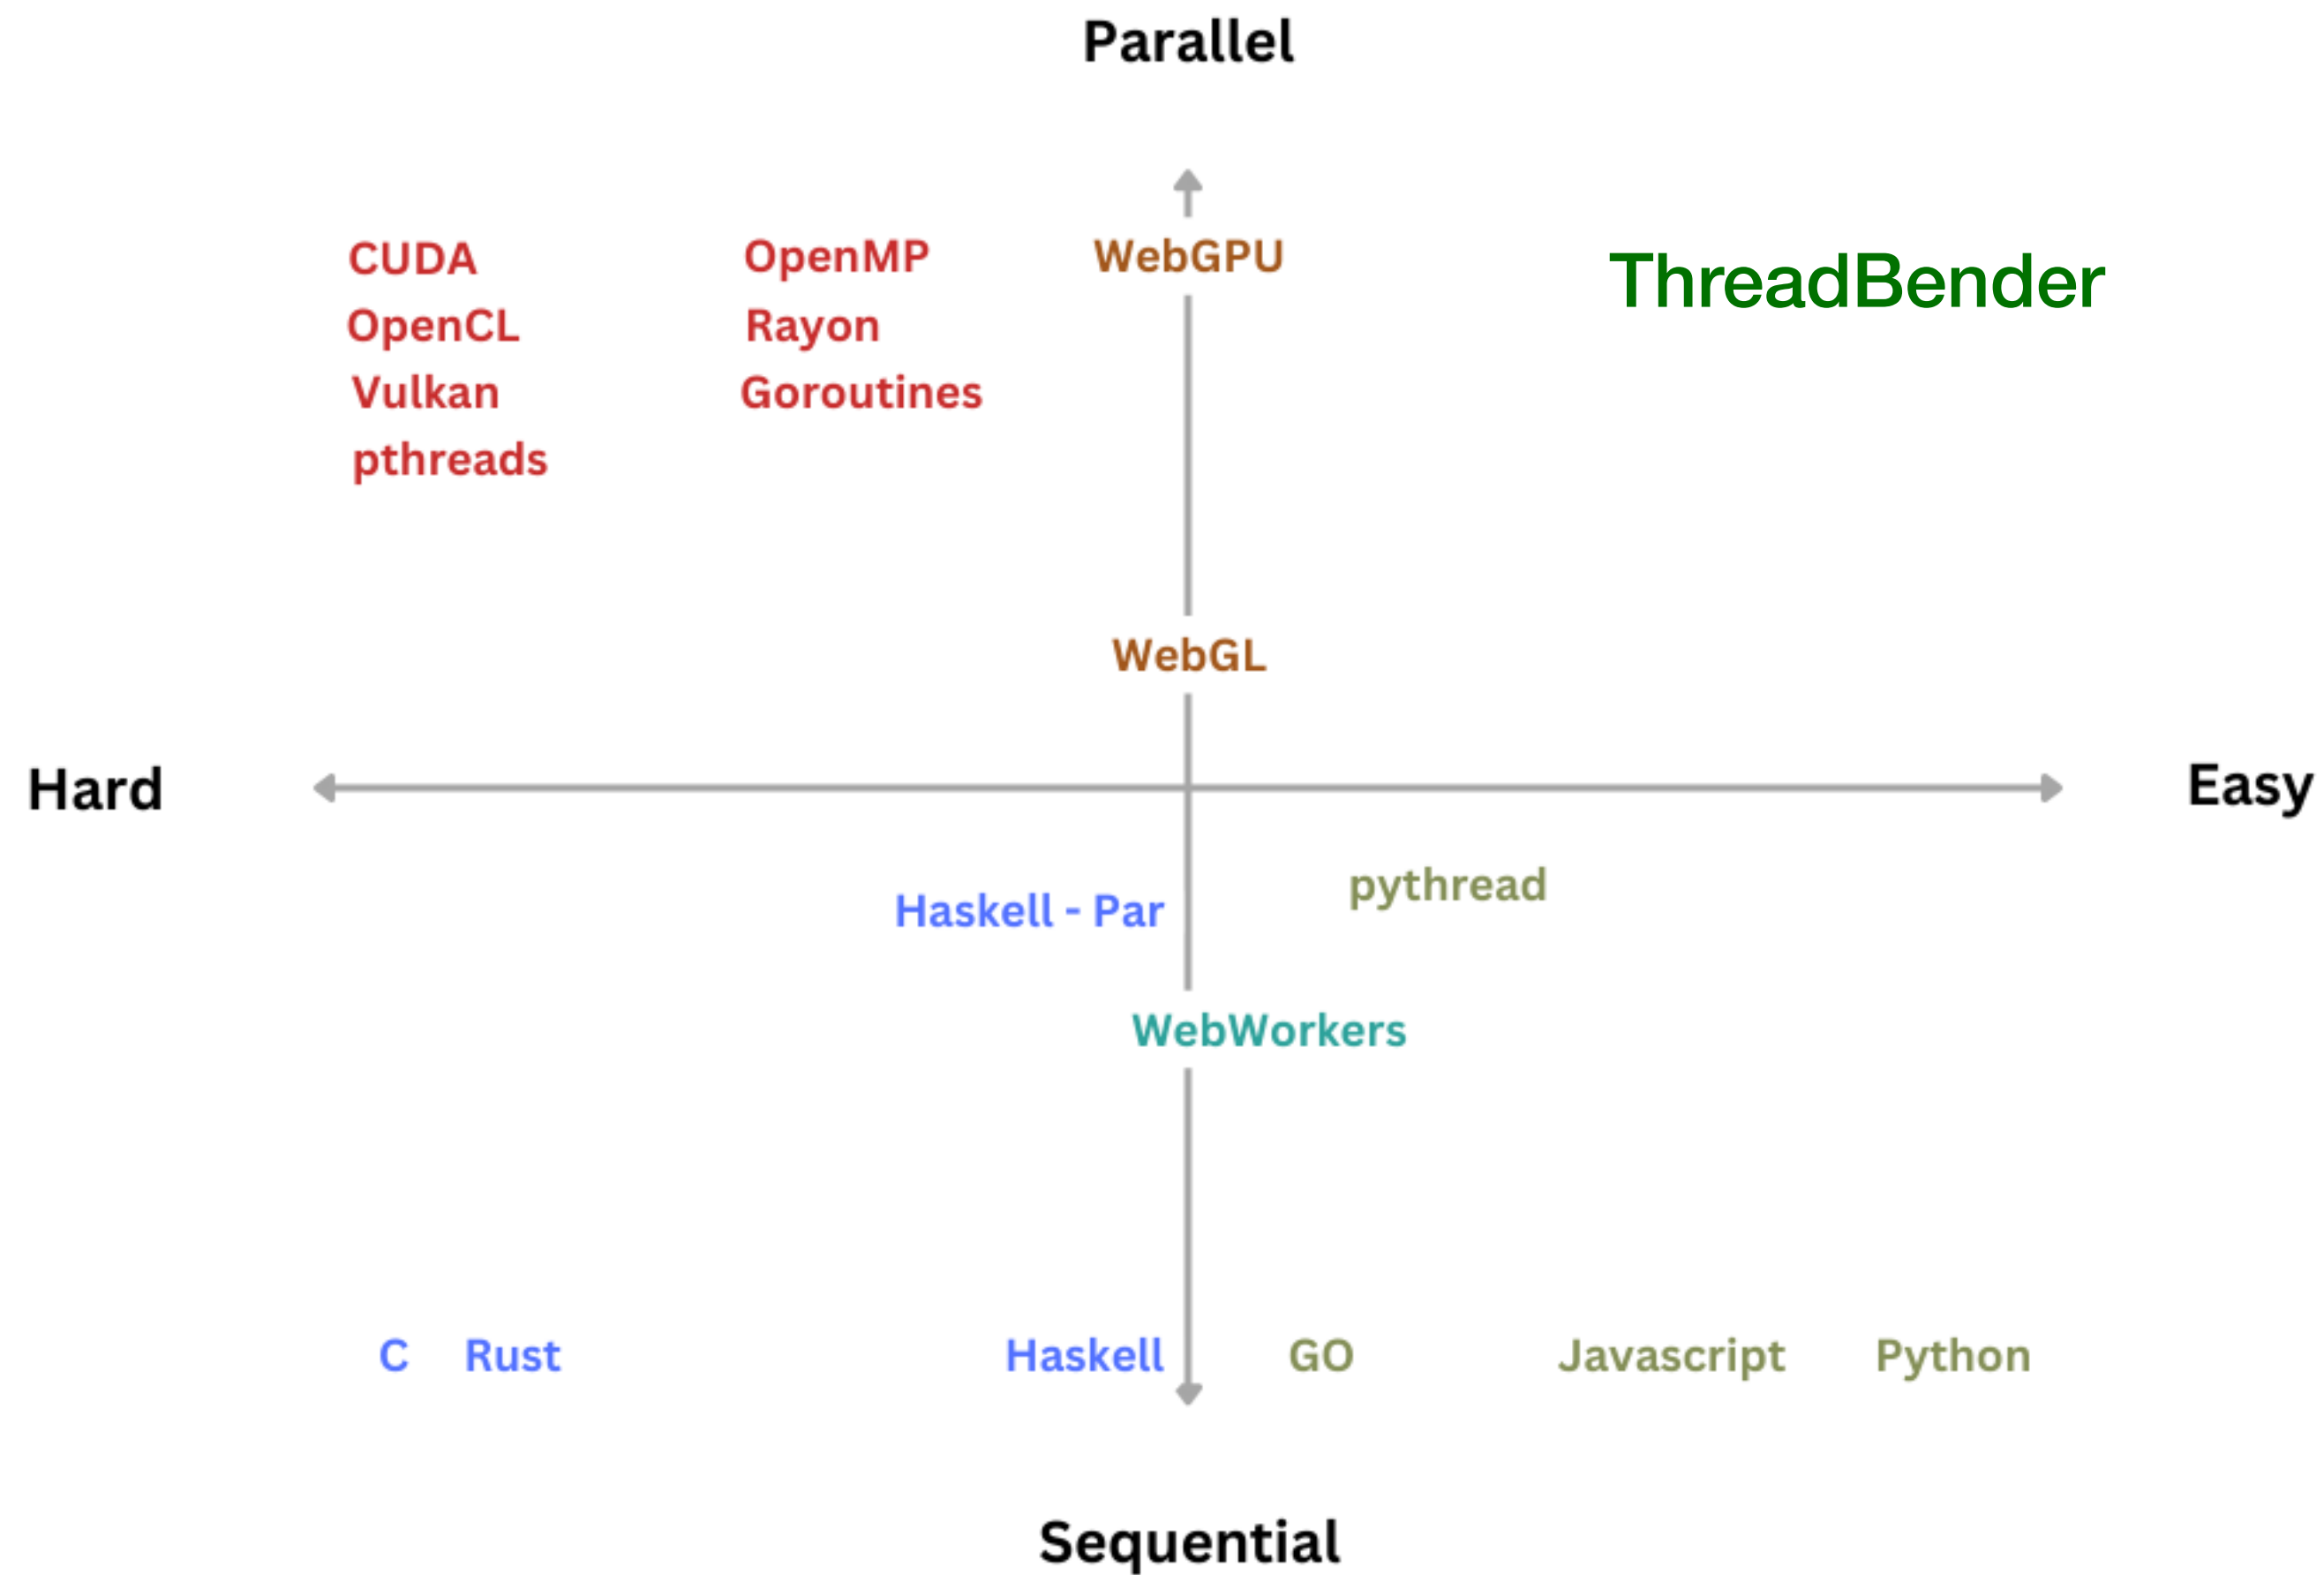 Parallel
CUDA
OpenMP
WebGPU
ThreadBender
OpenCL
Rayon
Vulkan
Goroutines
pthreads
WebGL
Hard
Easy
Haskell - Par
pythread
WebWorkers
C
Rust
Haskell
GO
Javascript
Python
Sequential